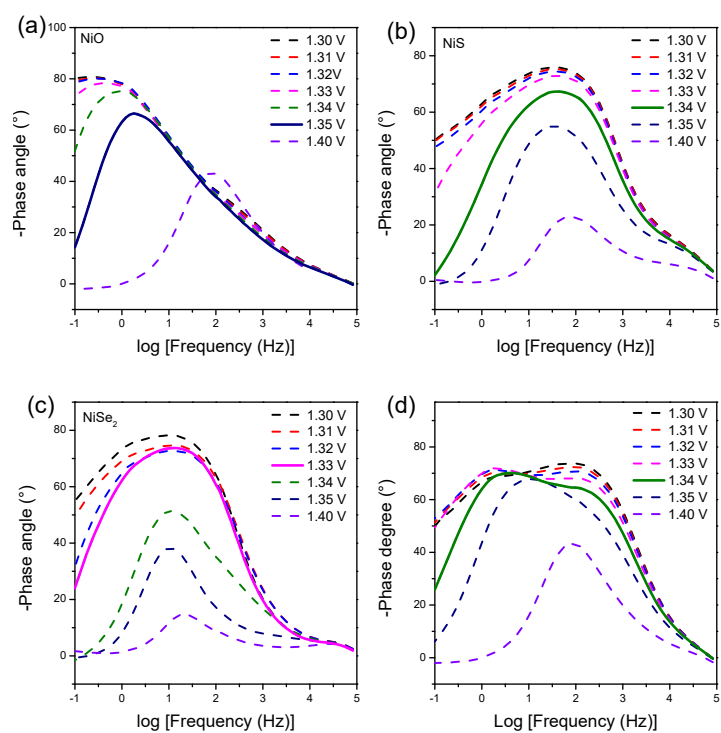 (a)
NiO
1.30 V
1.31 V
1.32V
1.33 V
1.34 V
1.35 V
1.40 V
100
80
60
40
20
0
-Phase angle (°)
-1 0 1 2 3 4 5
log [Frequency (Hz)]
(b)
NiS
1.30 V
1.31 V
1.32 V
1.33 V
1.34 V
1.35 V
1.40 V
80
60
40
20
0
-Phase angle (°)
-1 0 1 2 3 4 5
log [Frequency (Hz)]
(c)
NiSe2
1.30 V
1.31 V
1.32 V
1.33 V
1.34 V
1.35 V
1.40 V
80
60
40
20
0
-Phase angle (°)
-1 0 1 2 3 4 5
log [Frequency (Hz)]
(d)
1.30 V
1.31 V
1.32 V
1.33 V
1.34 V
1.35 V
1.40 V
80
60
40
20
0
-Phase degree (°)
-1 0 1 2 3 4 5
Log [Frequency (Hz)]